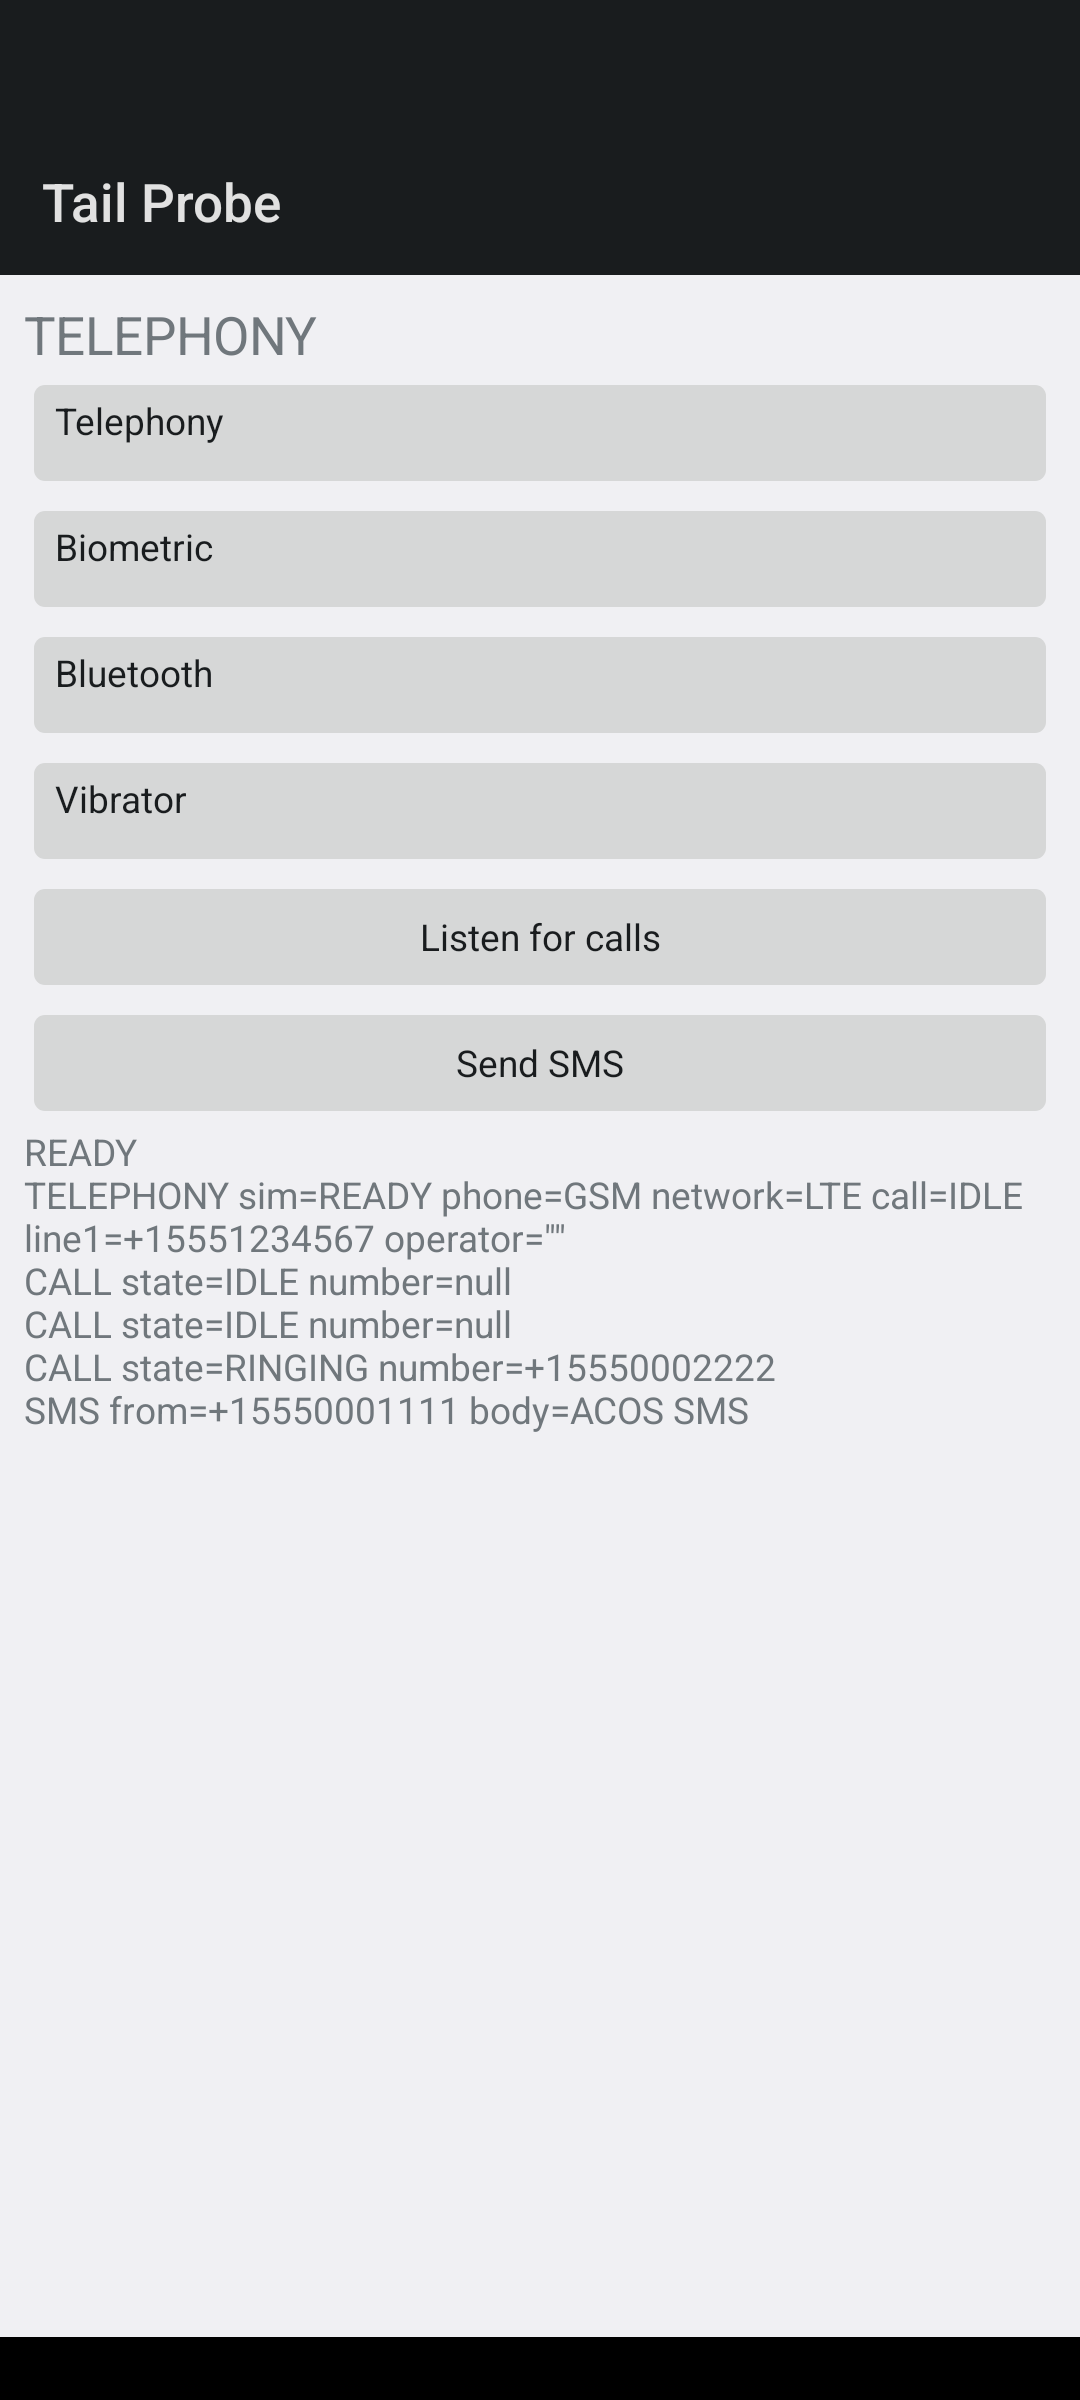 Tail Probe
TELEPHONY
Telephony
Biometric
Bluetooth
Vibrator
Listen for calls
Send SMS
READY
TELEPHONY sim=READY phone=GSM network=LTE call=IDLE
line1=+15551234567 operator=""
CALL state=IDLE number=null
CALL state=IDLE number=null
CALL state=RINGING number=+15550002222
SMS from=+15550001111 body=ACOS SMS